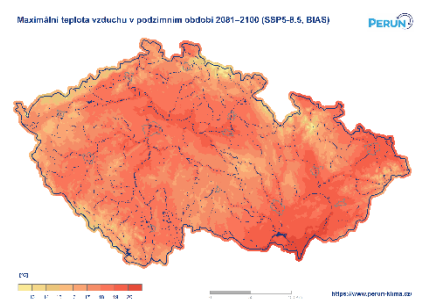 Maximální teplota vzduchu v podzimním období 2081–2100 (SSP5-8.5, BIAS)
PERUN
[°C]
https://www.perun-klima.cz/